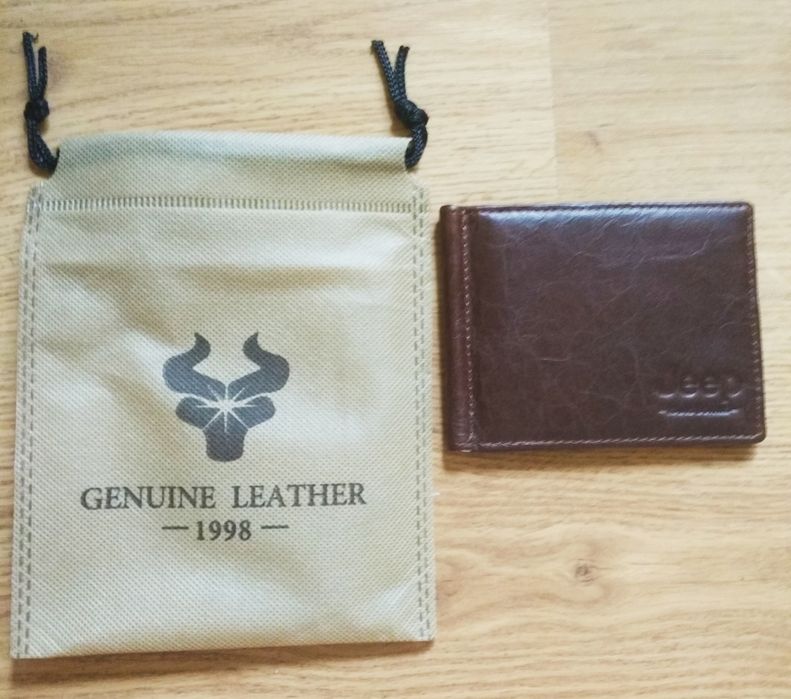 GENUINE LEATHER
— 1998 —
Jeep